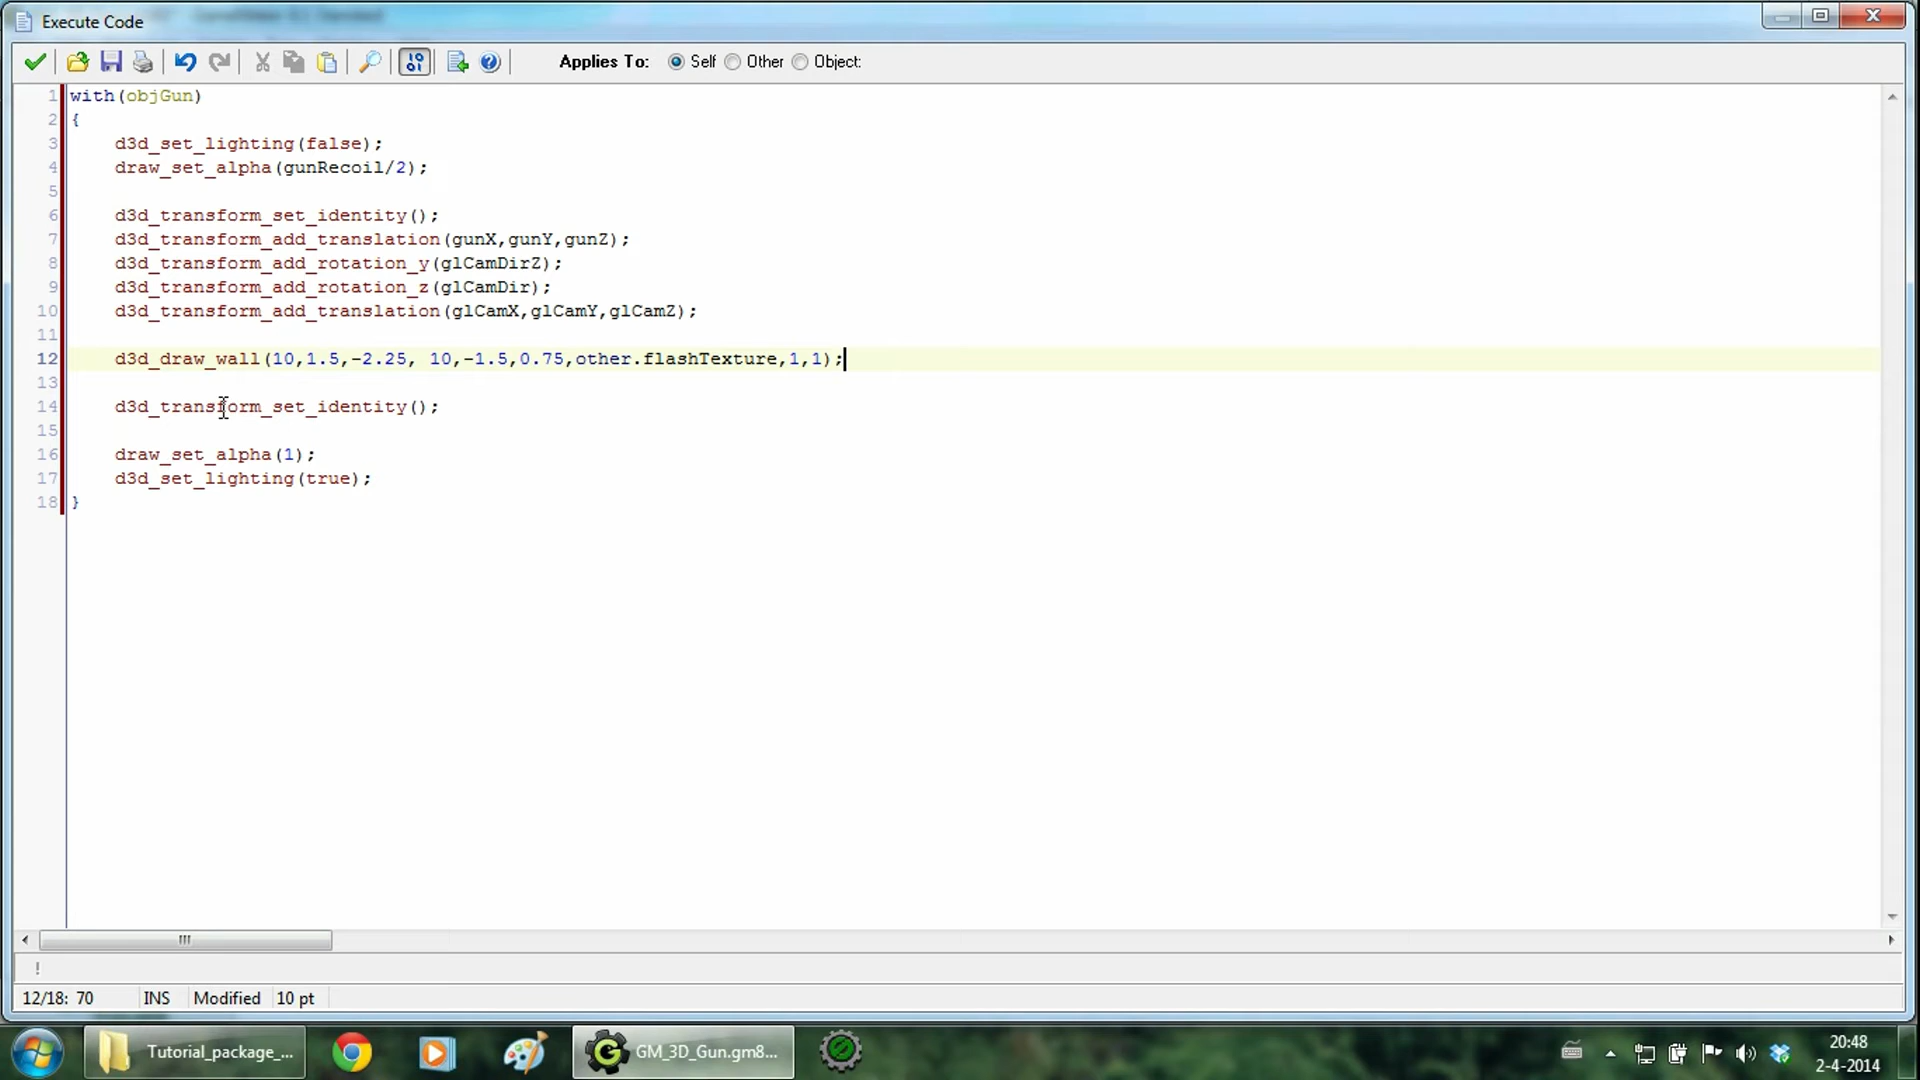 Execute Code
Applies To: Self Other Object:
1 with(objGun)
2 {
3 d3d_set_lighting(false);
4 draw_set_alpha(gunRecoil/2);
5
6 d3d_transform_set_identity();
7 d3d_transform_add_translation(gunX,gunY,gunZ);
8 d3d_transform_add_rotation_y(glCamDirZ);
9 d3d_transform_add_rotation_z(glCamDir);
10 d3d_transform_add_translation(glCamX,glCamY,glCamZ);
11
12 d3d_draw_wall(10,1.5,-2.25, 10,-1.5,0.75,other.flashTexture,1,1);
13
14 d3d_transform_set_identity();
15
16 draw_set_alpha(1);
17 d3d_set_lighting(true);
18 }
!
12/18: 70 INS Modified 10 pt
Tutorial_package_... GM_3D_Gun.gm8... 20:48
2-4-2014